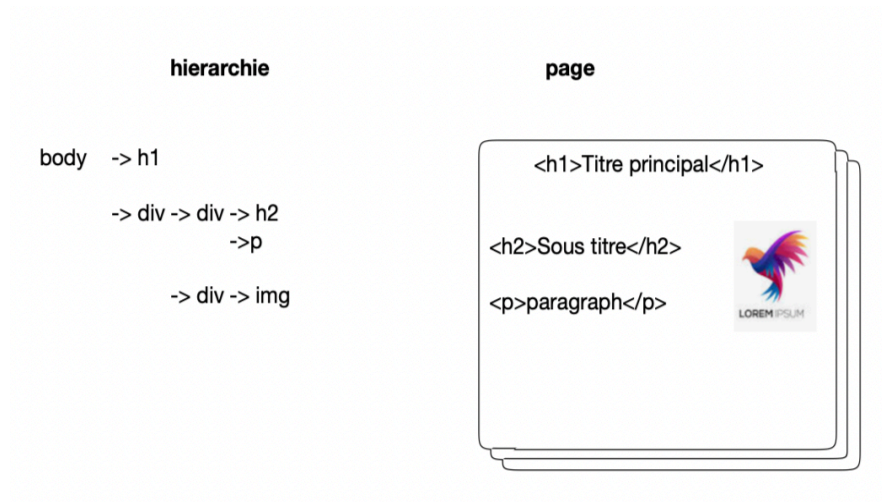 hierarchie
body -> h1
-> div -> div -> h2
->p
-> div -> img
page
<h1>Titre principal</h1>
<h2>Sous titre</h2>
<p>paragraph</p>
LOREM IPSUM